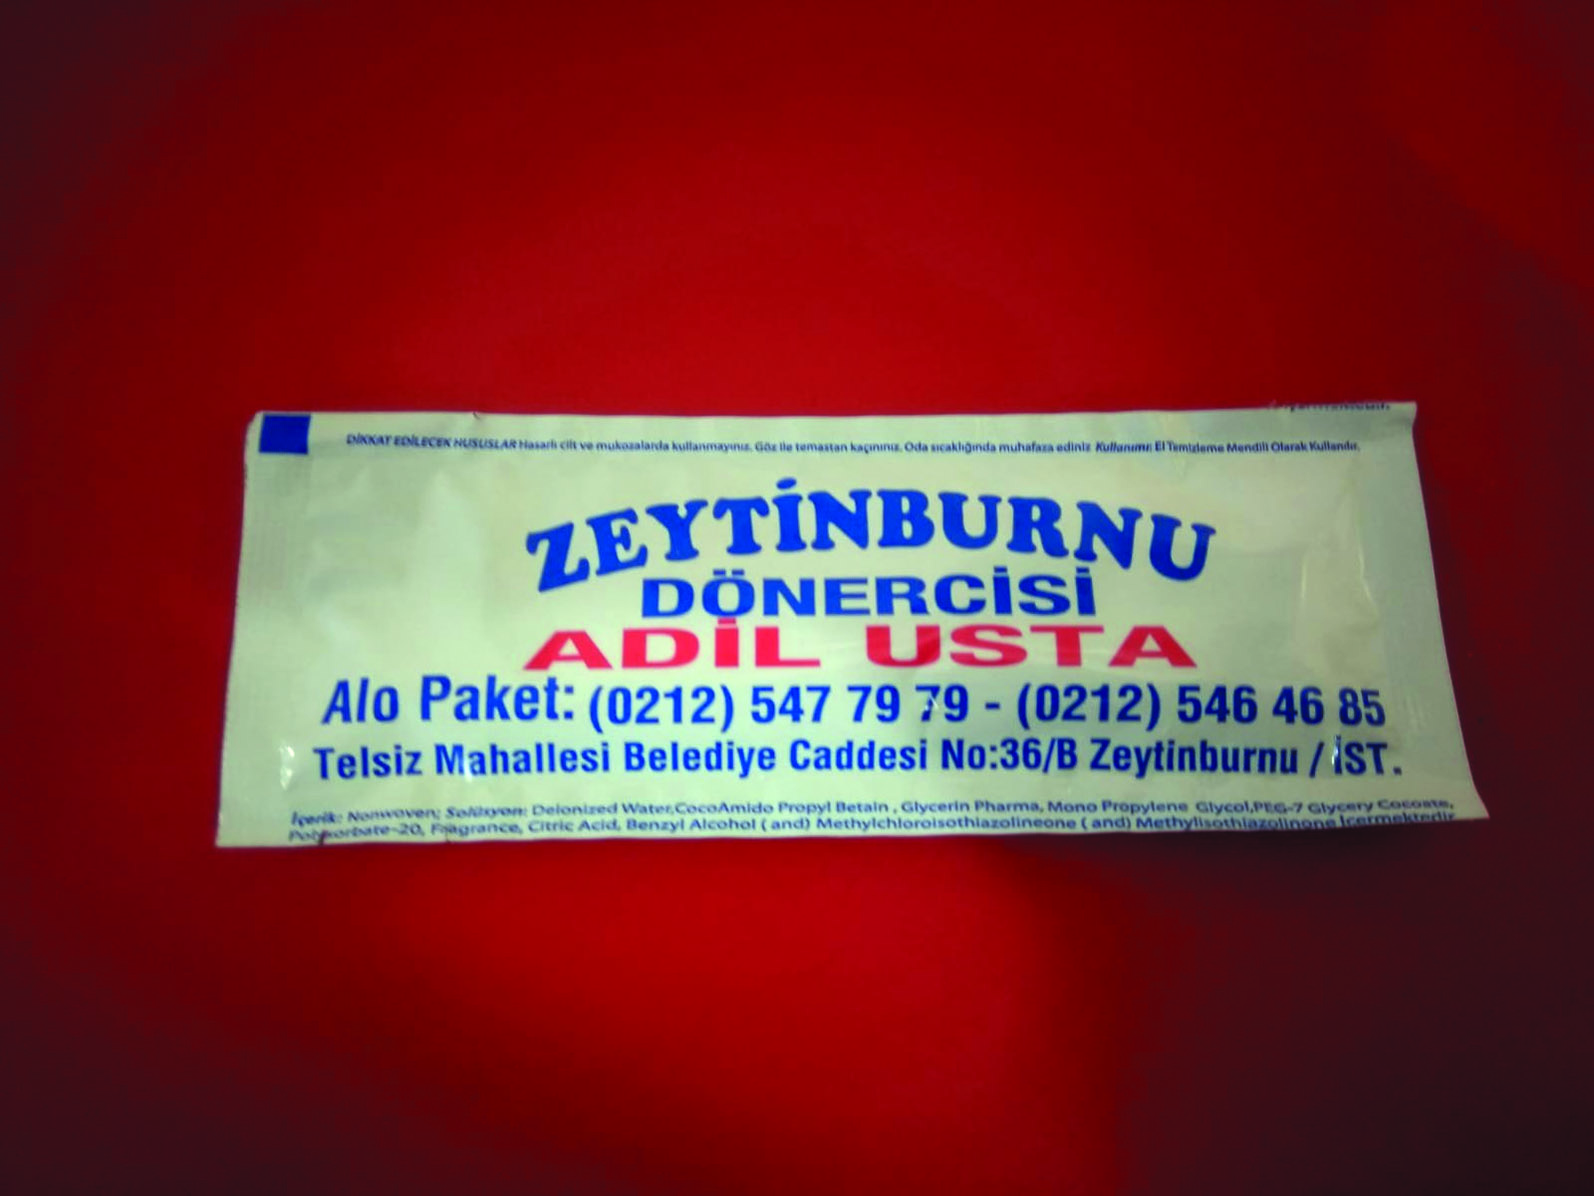 DİKKAT EDİLECEK HUSUSLAR Hasarlı cilt ve mukozalarda kullanmayınız. Göz ile temastan kaçınınız. Oda sıcaklığında muhafaza ediniz Kullanımı: El Temizleme Mendili Olarak Kullanılır.
ZEYTİNBURNU
DÖNERCİSİ
ADİL USTA
Alo Paket: (0212) 547 79 79 - (0212) 546 46 85
Telsiz Mahallesi Belediye Caddesi No:36/B Zeytinburnu / İST.
İçerik: Nonwoven; Solüsyon: Deionized Water,CocoAmido Propyl Betain , Glycerin Pharma, Mono Propylene Glycol,PEG-7 Glycery Cocoate,
Polysorbate-20, Fragrance, Citric Acid, Benzyl Alcohol ( and) Methylchloroisothiazolineone ( and) Methylisothiazolinone İçermektedir